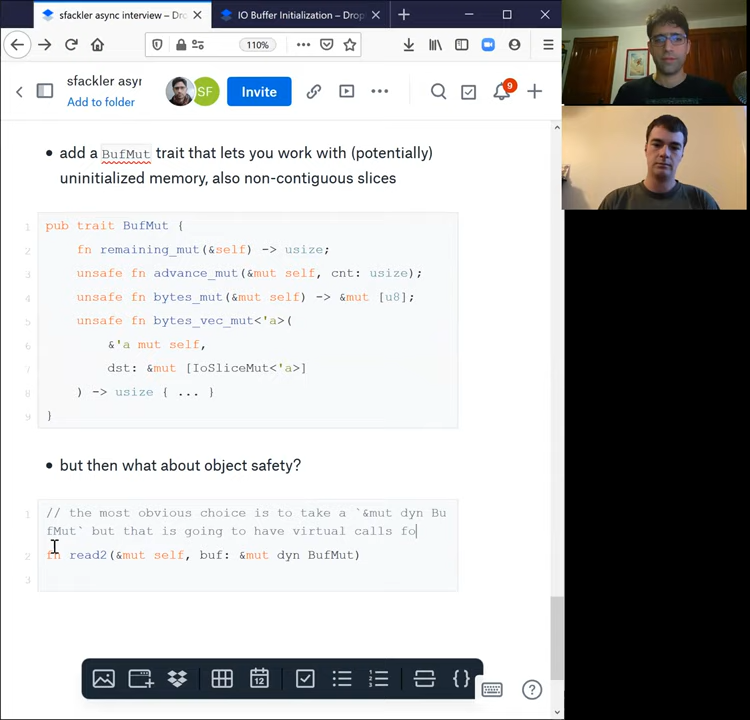 sfackler async interview – Dro
IO Buffer Initialization – Drop
110%
9
sfackler asyn
Add to folder
SF
Invite
add a BufMut trait that lets you work with (potentially)
uninitialized memory, also non-contiguous slices
1 pub trait BufMut {
2 fn remaining_mut(&self) -> usize;
3 unsafe fn advance_mut(&mut self, cnt: usize);
4 unsafe fn bytes_mut(&mut self) -> &mut [u8];
5 unsafe fn bytes_vec_mut<'a>(
6 &'a mut self,
7 dst: &mut [IoSliceMut<'a>]
8 ) -> usize { ... }
9 }
but then what about object safety?
1 // the most obvious choice is to take a `&mut dyn Bu
fMut` but that is going to have virtual calls fo
2 fn read2(&mut self, buf: &mut dyn BufMut)
3
12